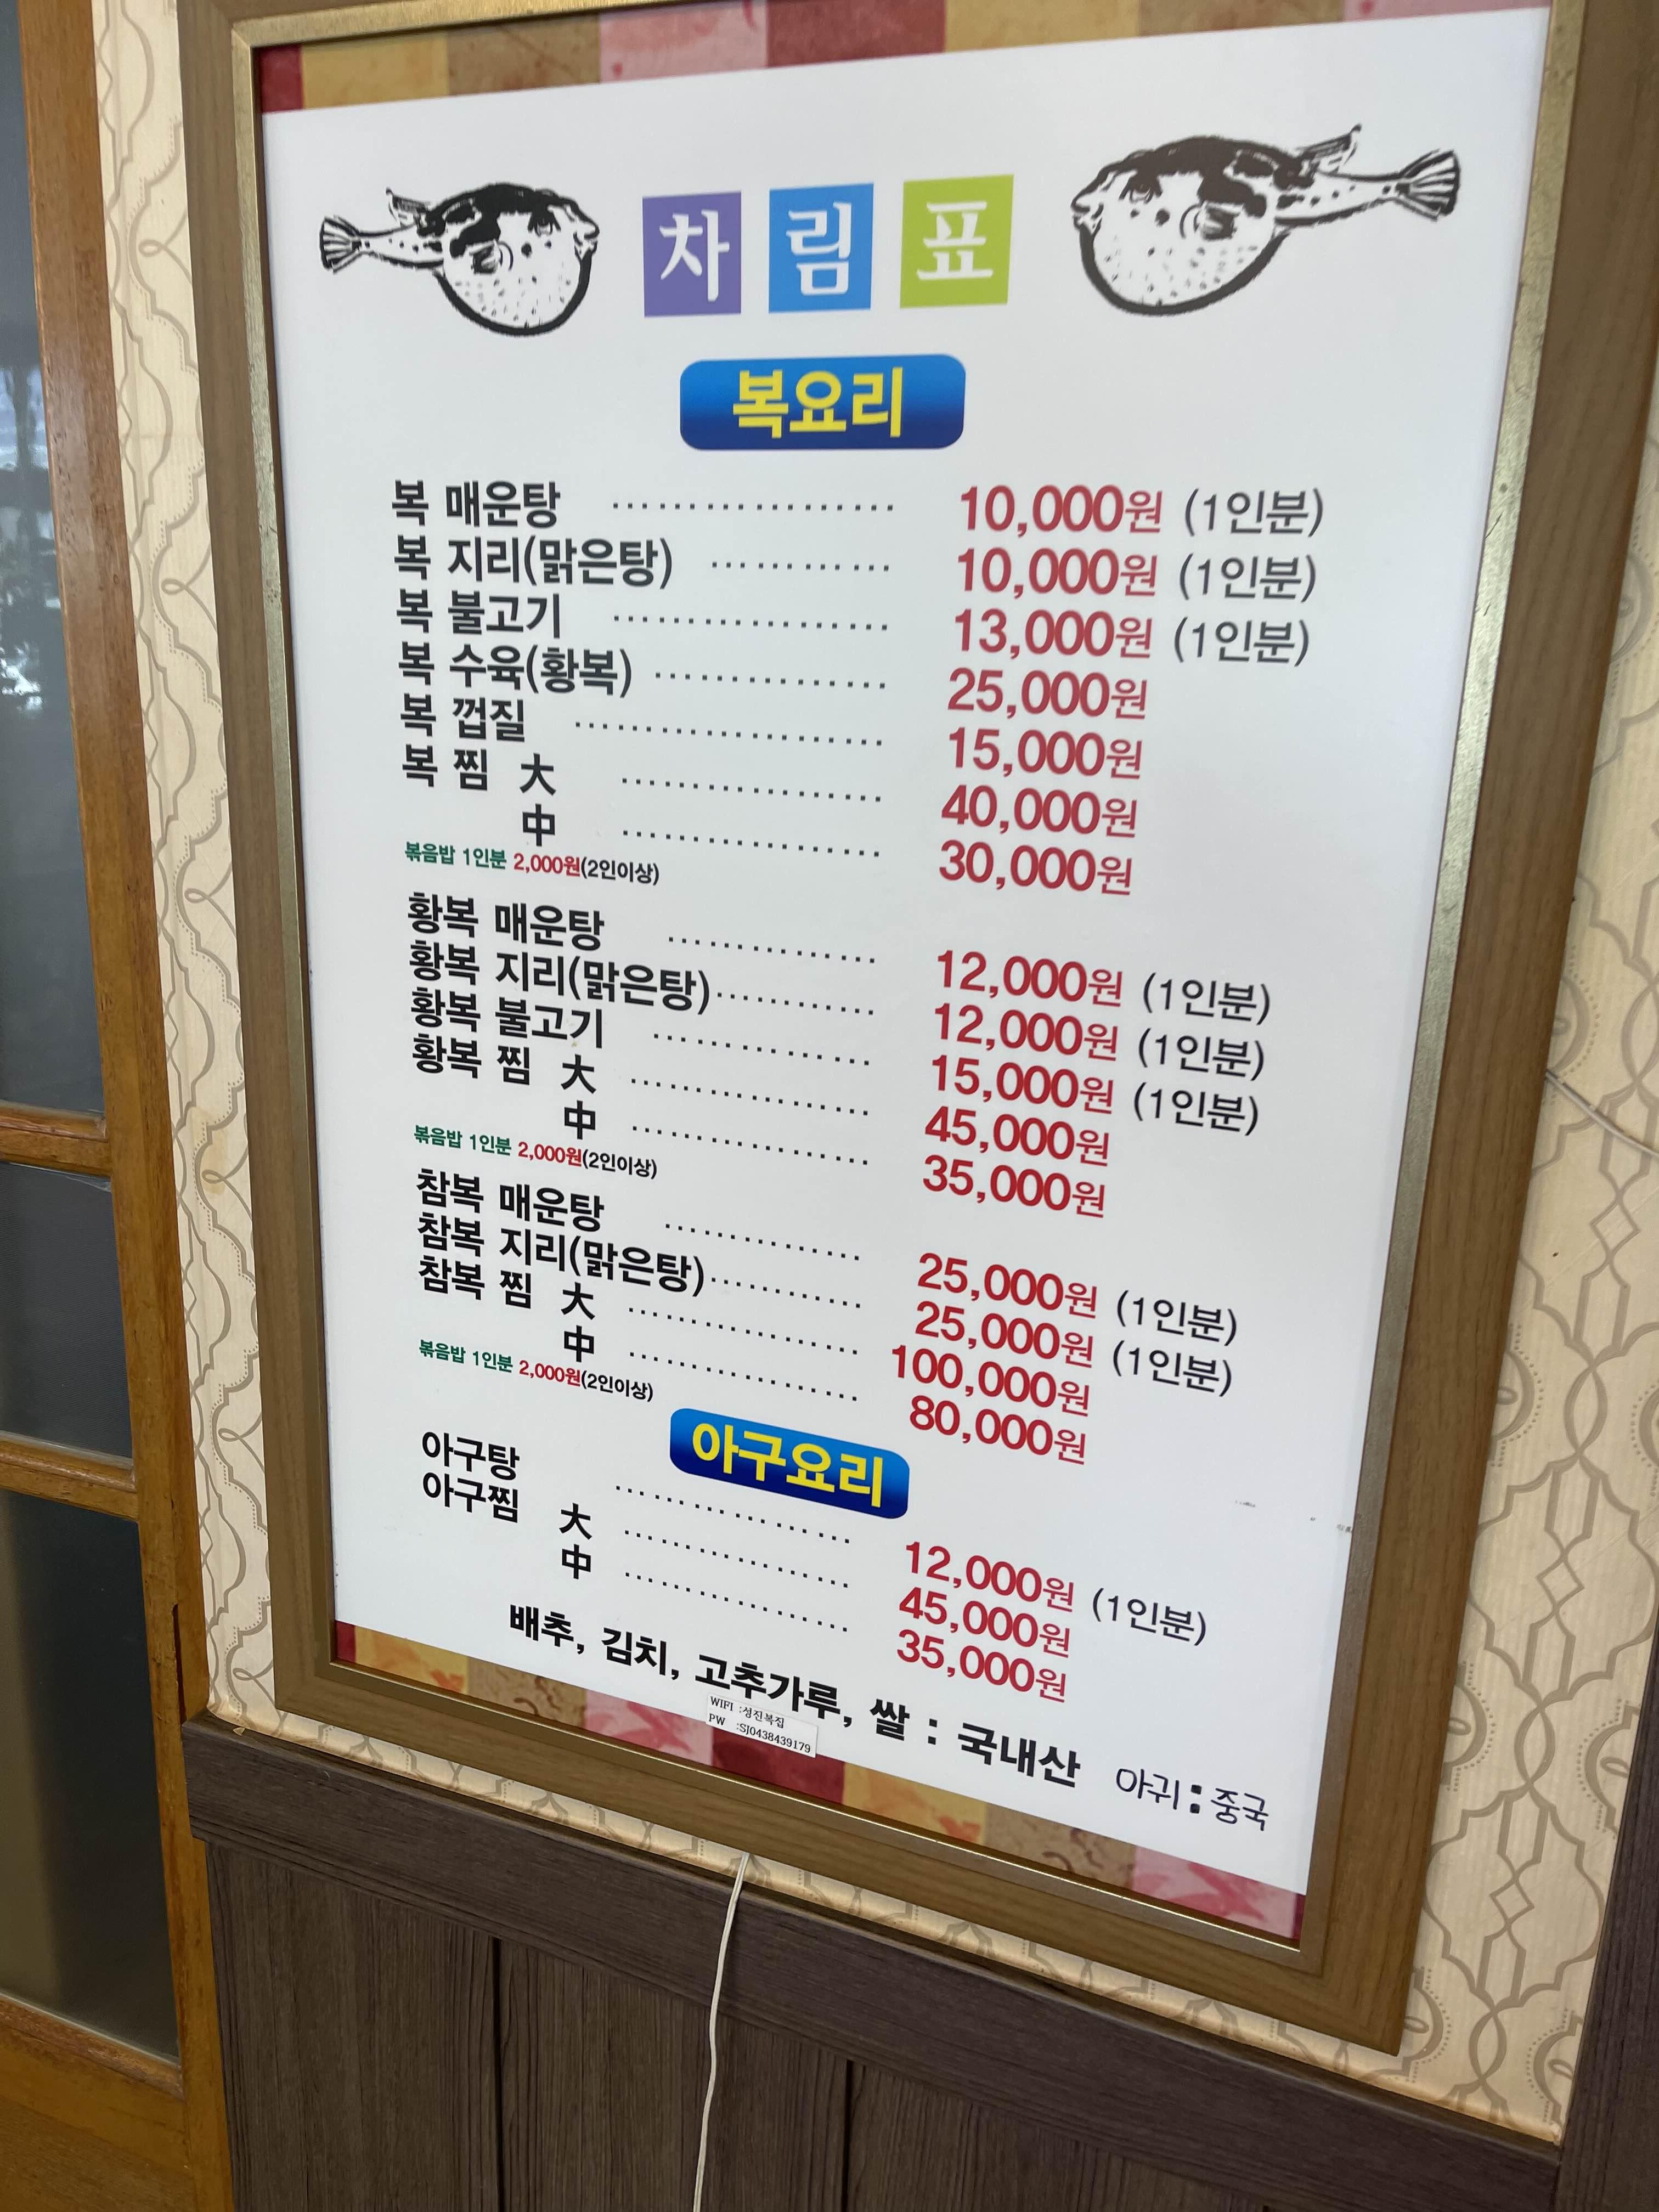 차림표
복요리
복 매운탕 .................. 10,000원 (1인분)
복 지리(맑은탕) ............ 10,000원 (1인분)
복 불고기 .................. 13,000원 (1인분)
복 수육(황복) ............... 25,000원
복 껍질 .................... 15,000원
복 찜 大 ................. 40,000원
中 ................. 30,000원
볶음밥 1인분 2,000원(2인이상)
황복 매운탕 .............. 12,000원 (1인분)
황복 지리(맑은탕)........... 12,000원 (1인분)
황복 불고기 ............... 15,000원 (1인분)
황복 찜 大 ................ 45,000원
中 ................ 35,000원
볶음밥 1인분 2,000원(2인이상)
참복 매운탕 ............. 25,000원 (1인분)
참복 지리(맑은탕)........... 25,000원 (1인분)
참복 찜 大 ................ 100,000원
中 ................ 80,000원
볶음밥 1인분 2,000원(2인이상)
아구요리
아구탕 ................ 12,000원 (1인분)
아구찜 大 ................ 45,000원
中 ................ 35,000원
배추, 김치, 고추가루, 쌀 : 국내산 아귀 : 중국
WIFI :성진복집
PW :SJ0438439179